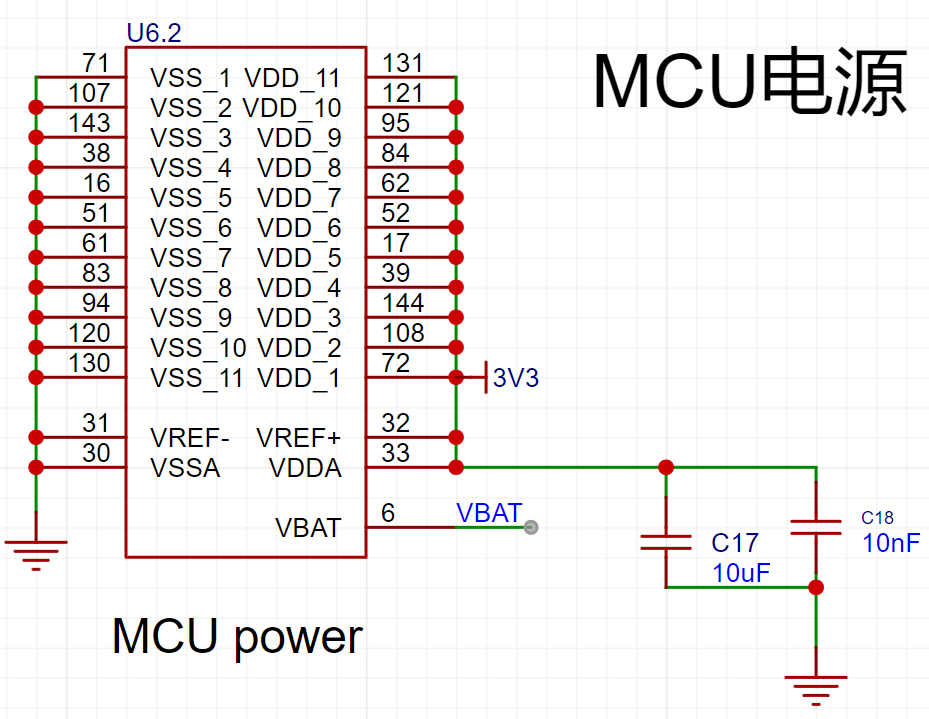 U6.2
MCU电源
71 VSS_1 VDD_11 131
107 VSS_2 VDD_10 121
143 VSS_3 VDD_9 95
38 VSS_4 VDD_8 84
16 VSS_5 VDD_7 62
51 VSS_6 VDD_6 52
61 VSS_7 VDD_5 17
83 VSS_8 VDD_4 39
94 VSS_9 VDD_3 144
120 VSS_10 VDD_2 108
130 VSS_11 VDD_1 72 3V3
31 VREF- VREF+ 32
30 VSSA VDDA 33
VBAT 6 VBAT
C17
10uF
C18
10nF
MCU power